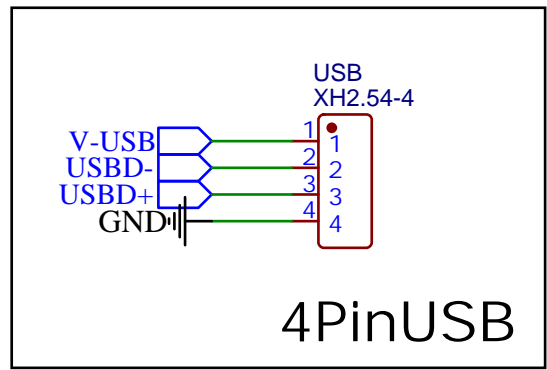 USB
XH2.54-4
V-USB 1 1
USBD- 2 2
USBD+ 3 3
GND 4 4
4PinUSB